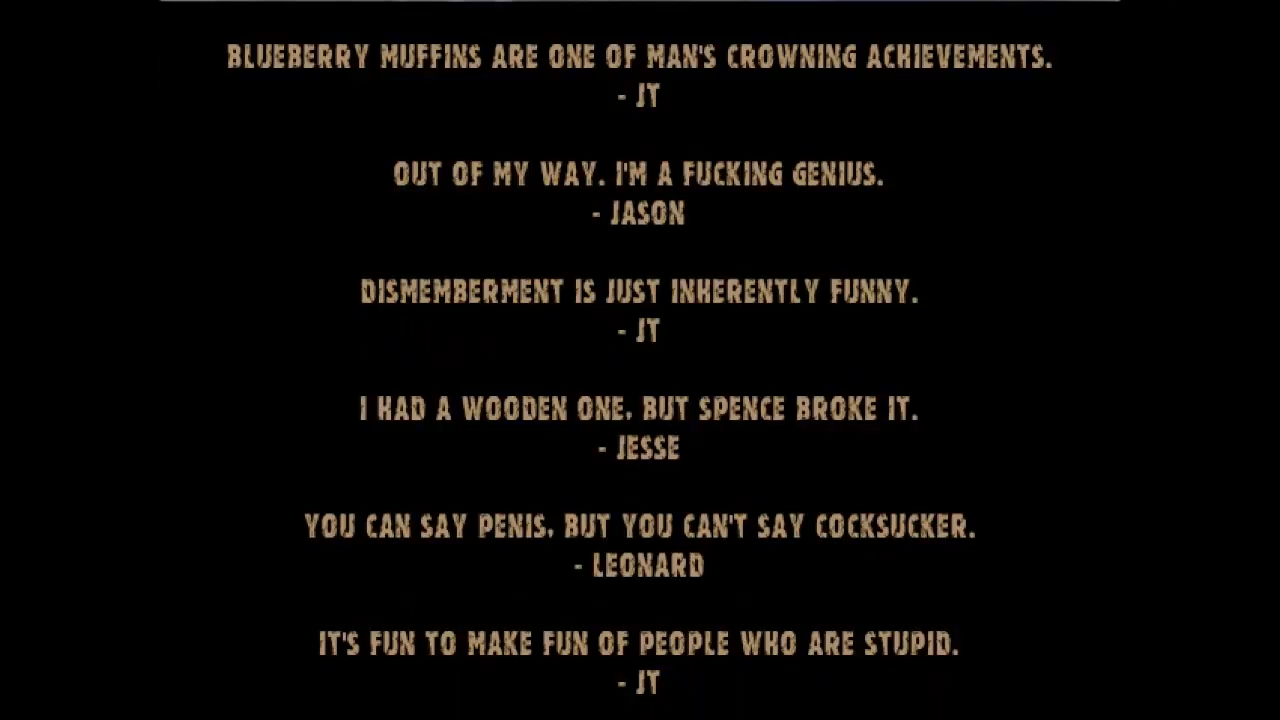 BLUEBERRY MUFFINS ARE ONE OF MAN'S CROWNING ACHIEVEMENTS.
- JT
OUT OF MY WAY. I'M A FUCKING GENIUS.
- JASON
DISMEMBERMENT IS JUST INHERENTLY FUNNY.
- JT
I HAD A WOODEN ONE, BUT SPENCE BROKE IT.
- JESSE
YOU CAN SAY PENIS, BUT YOU CAN'T SAY COCKSUCKER.
- LEONARD
IT'S FUN TO MAKE FUN OF PEOPLE WHO ARE STUPID.
- JT